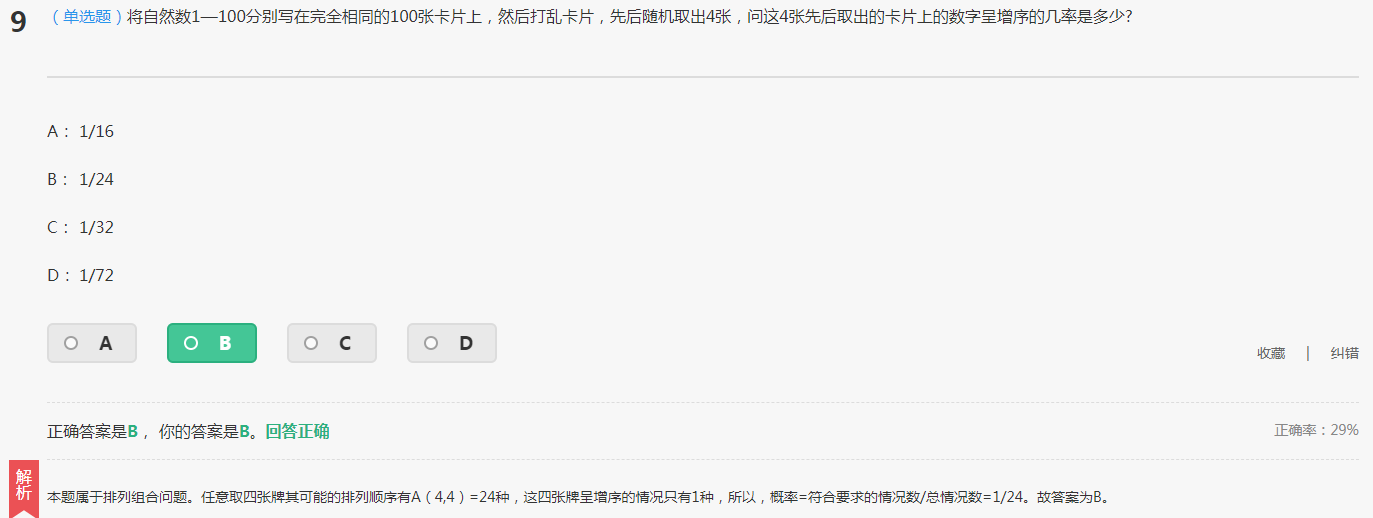 9 （单选题）将自然数1—100分别写在完全相同的100张卡片上，然后打乱卡片，先后随机取出4张，问这4张先后取出的卡片上的数字呈增序的几率是多少?
A： 1/16
B： 1/24
C： 1/32
D： 1/72
A B C D
收藏 | 纠错
正确答案是B， 你的答案是B。回答正确
正确率：29%
解析
本题属于排列组合问题。任意取四张牌其可能的排列顺序有A（4,4）=24种，这四张牌呈增序的情况只有1种，所以，概率=符合要求的情况数/总情况数=1/24。故答案为B。